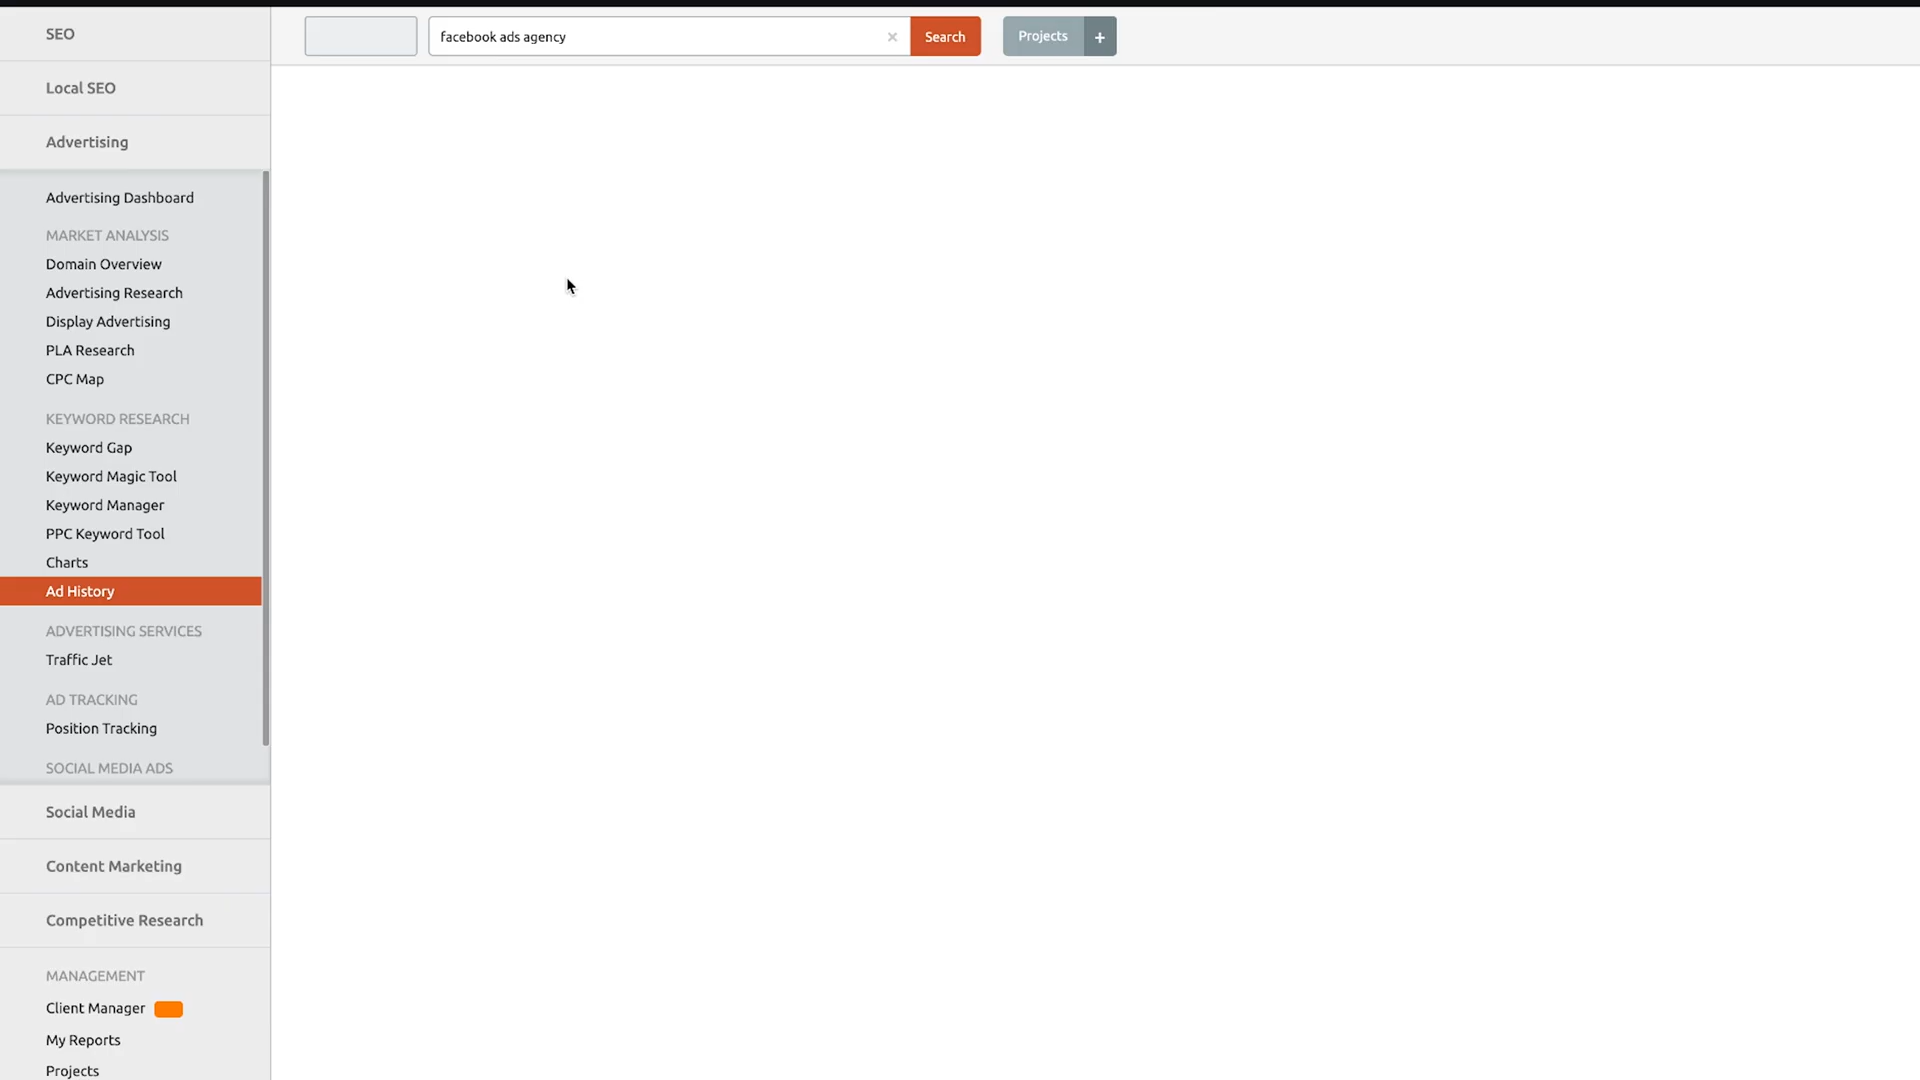 SEO
Local SEO
Advertising
Advertising Dashboard
MARKET ANALYSIS
Domain Overview
Advertising Research
Display Advertising
PLA Research
CPC Map
KEYWORD RESEARCH
Keyword Gap
Keyword Magic Tool
Keyword Manager
PPC Keyword Tool
Charts
Ad History
ADVERTISING SERVICES
Traffic Jet
AD TRACKING
Position Tracking
SOCIAL MEDIA ADS
Social Media
Content Marketing
Competitive Research
MANAGEMENT
Client Manager
My Reports
Projects
facebook ads agency × Search Projects +